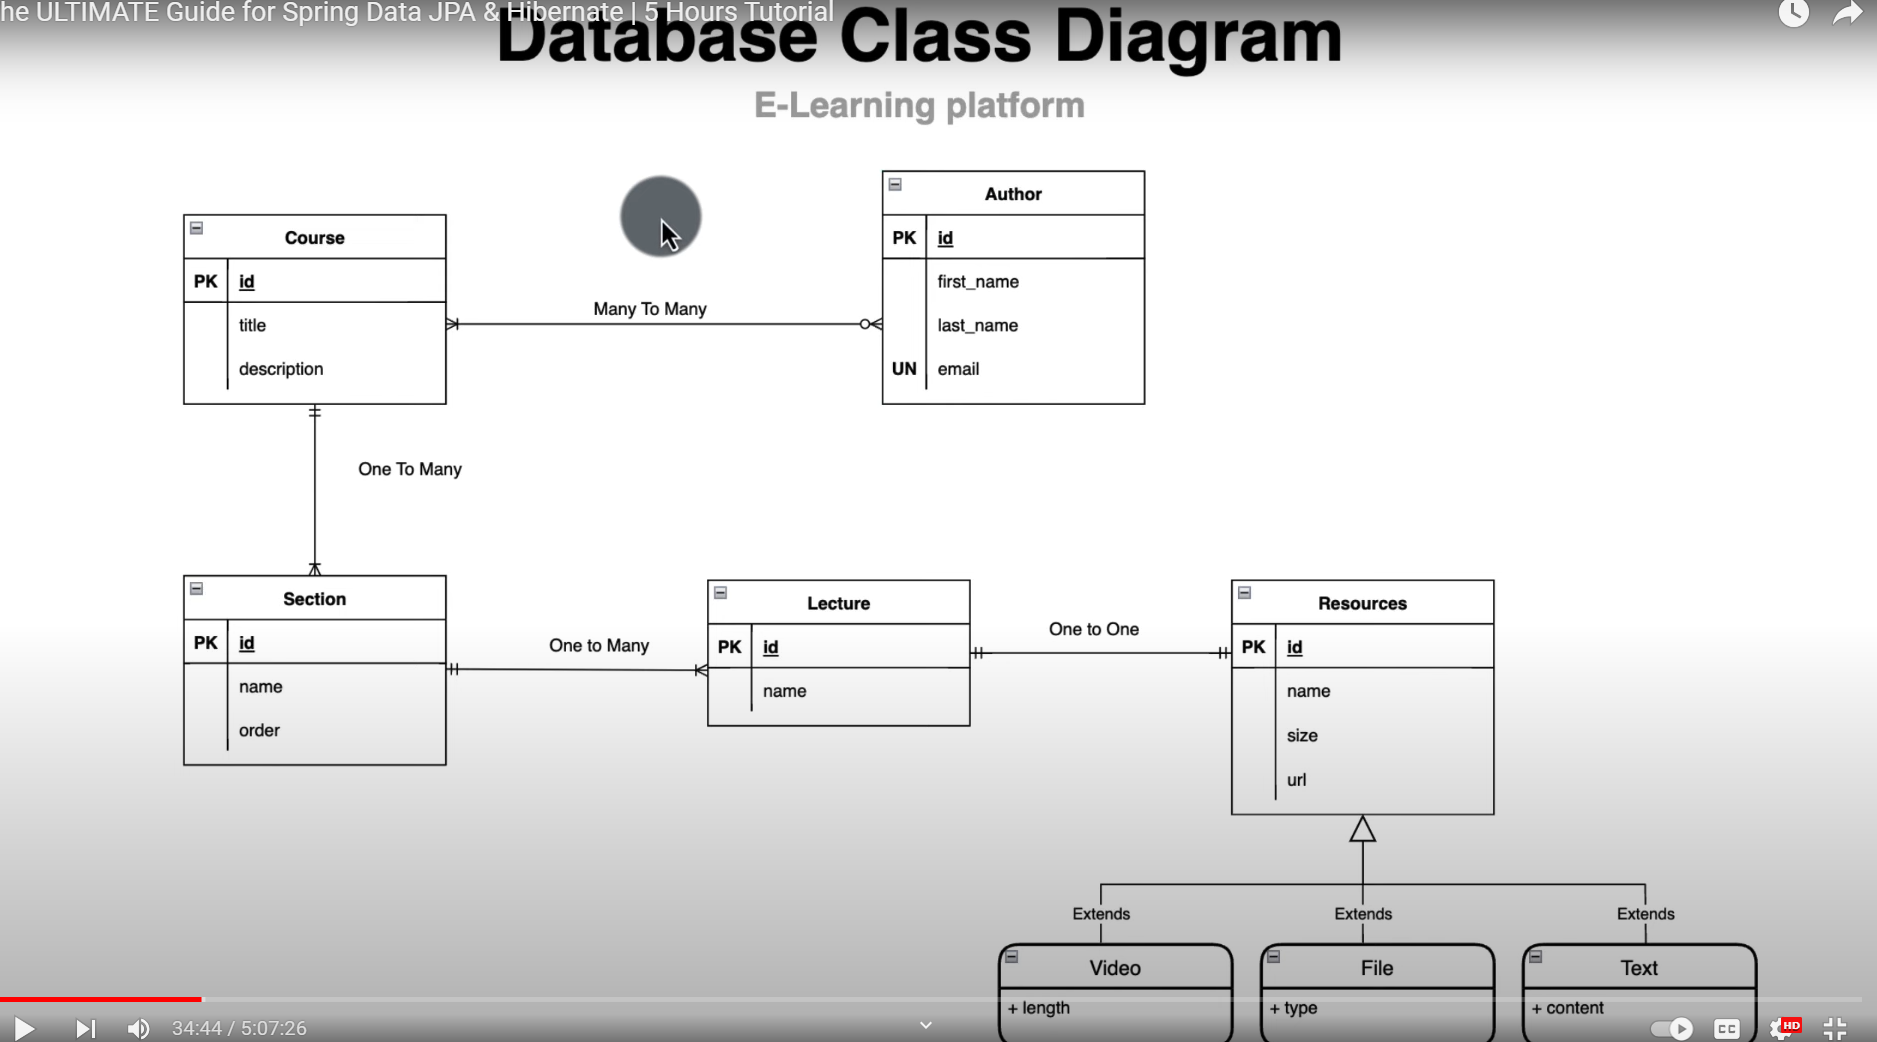 he ULTIMATE Guide for Spring Data JPA & Hibernate | 5 Hours Tutorial
Database Class Diagram
E-Learning platform
Course
PK id
title
description
Many To Many
Author
PK id
first_name
last_name
UN email
One To Many
Section
PK id
name
order
One to Many
Lecture
PK id
name
One to One
Resources
PK id
name
size
url
Extends
Extends
Extends
Video
+ length
File
+ type
Text
+ content
34:44 / 5:07:26
CC
HD